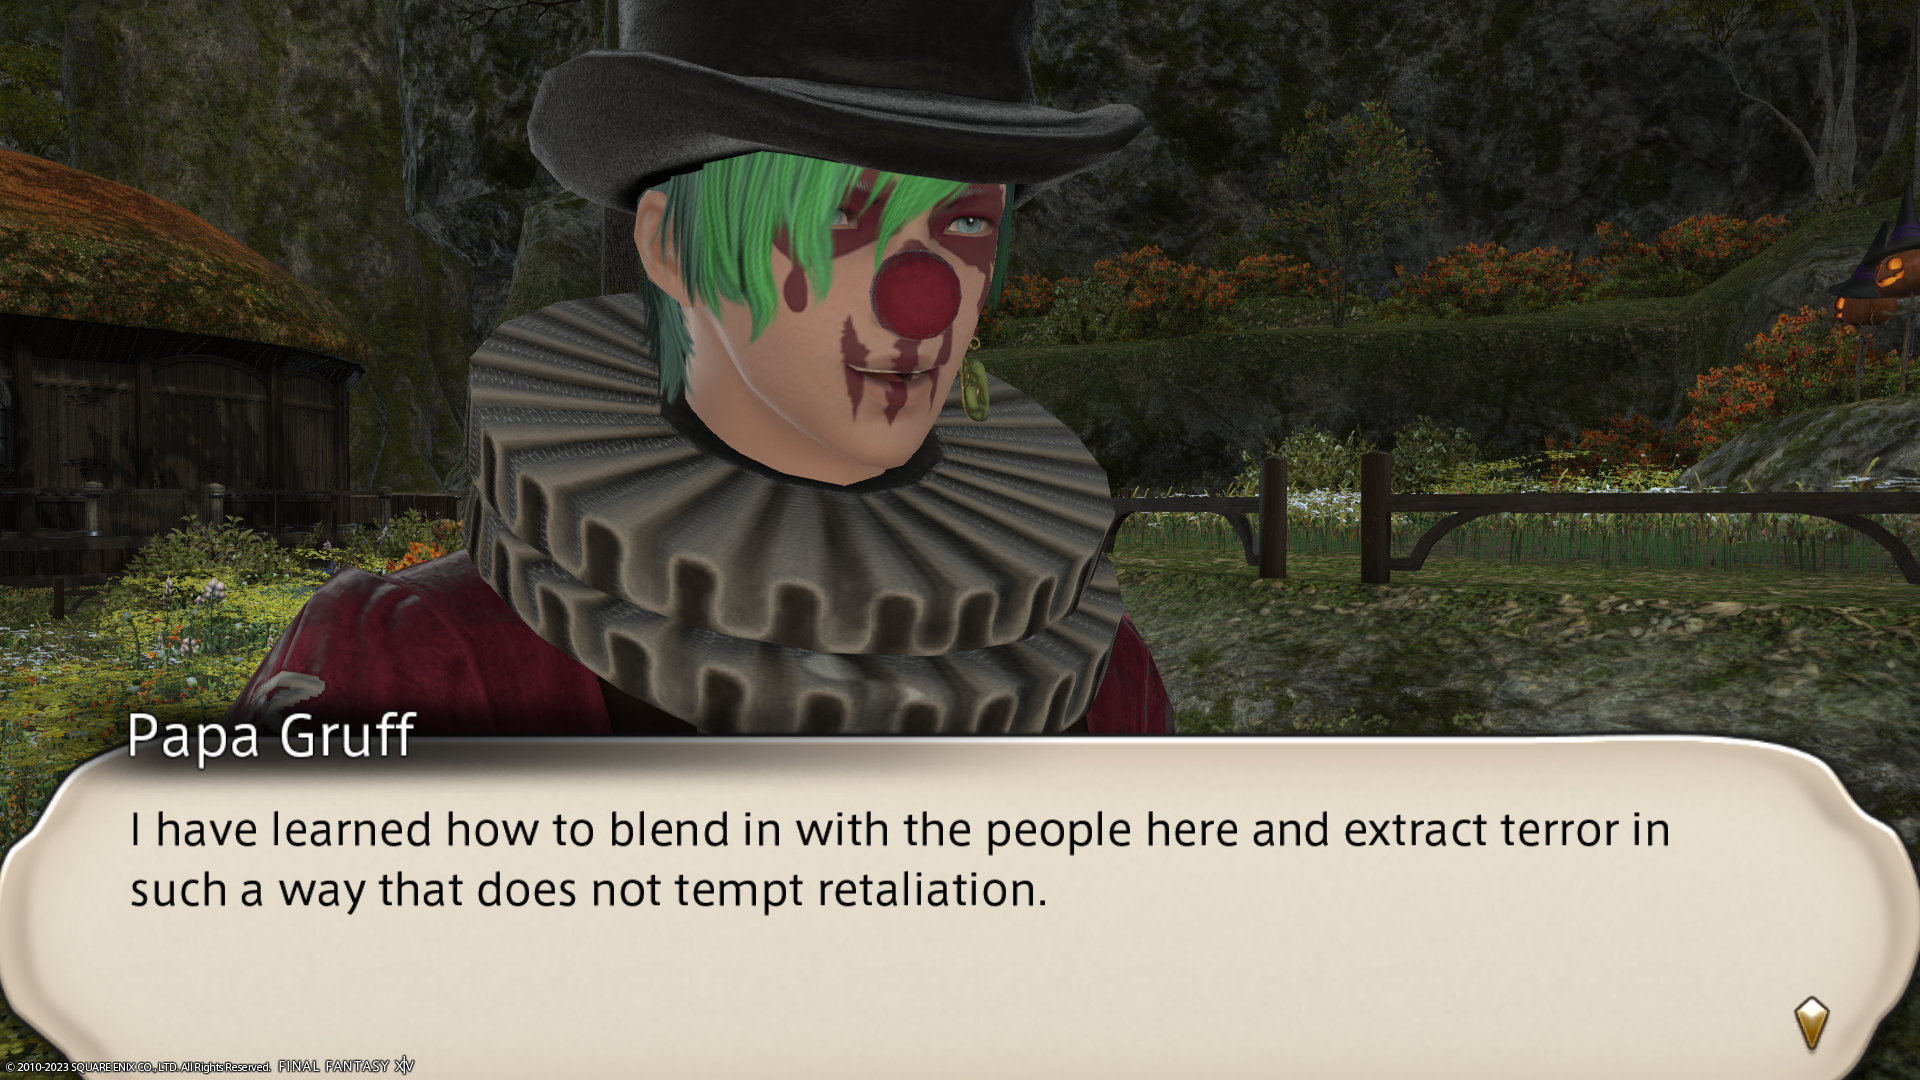 Papa Gruff
I have learned how to blend in with the people here and extract terror in
such a way that does not tempt retaliation.
© 2010-2023 SQUARE ENIX CO., LTD. All Rights Reserved. FINAL FANTASY XIV